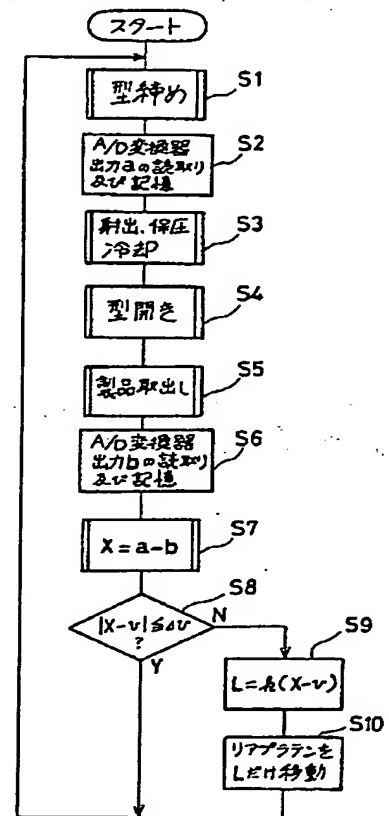 スタート
型締め
S1
A/D変換器
出力aの読取り
及び記憶
S2
射出、保圧
冷却
S3
型開き
S4
製品取出し
S5
A/D変換器
出力bの読取り
及び記憶
S6
X=a-b
S7
|X-v|≦Δv
?
S8
N
Y
L=k(X-v)
S9
リアプラテンを
Lだけ移動
S10